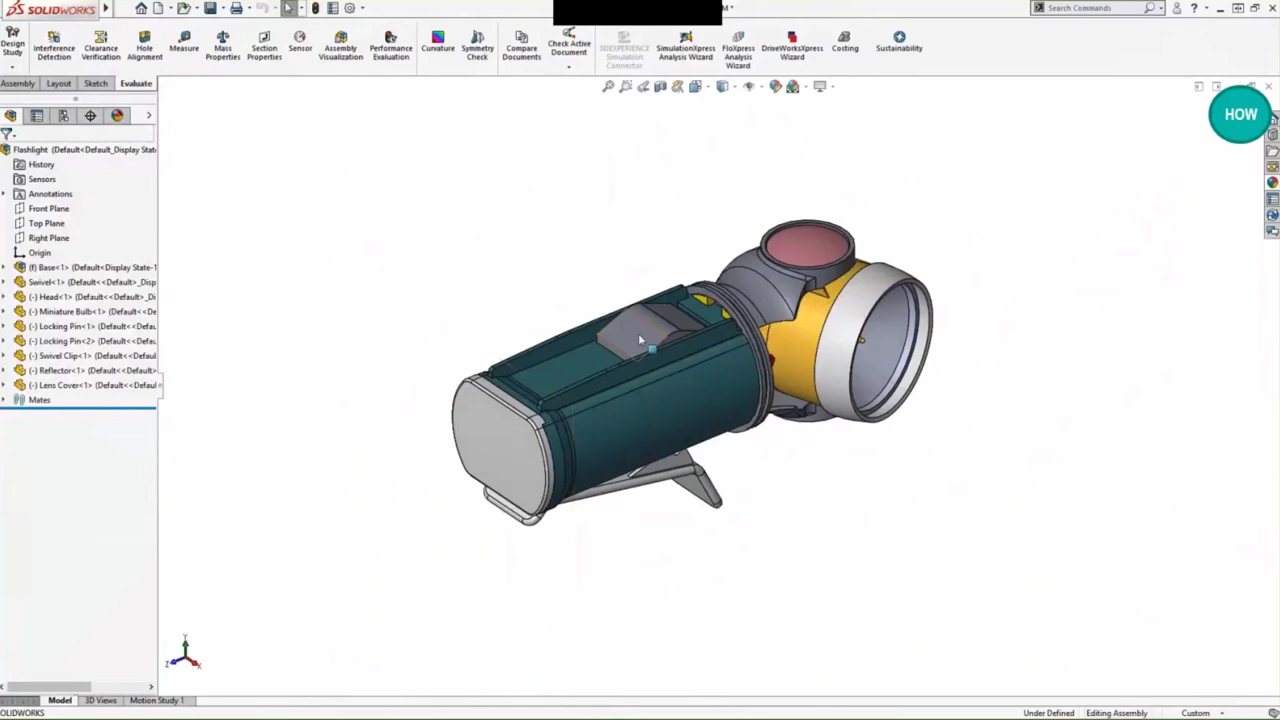 SOLIDWORKS
Search Commands
Design Study
Interference Detection
Clearance Verification
Hole Alignment
Measure
Mass Properties
Section Properties
Sensor
Assembly Visualization
Performance Evaluation
Curvature
Symmetry Check
Compare Documents
Check Active Document
3DEXPERIENCE Simulation Connector
SimulationXpress Analysis Wizard
FloXpress Analysis Wizard
DriveWorksXpress Wizard
Costing
Sustainability
Assembly Layout Sketch Evaluate
HOW
Flashlight (Default<Default_Display State
History
Sensors
Annotations
Front Plane
Top Plane
Right Plane
Origin
(f) Base<1> (Default<Display State-1
Swivel<1> (Default<<Default>_Disp
(-) Head<1> (Default<<Default>_Di
(-) Miniature Bulb<1> (Default<<De
(-) Locking Pin<1> (Default<<Defau
(-) Locking Pin<2> (Default<<Defau
(-) Swivel Clip<1> (Default<<Defau
(-) Reflector<1> (Default<<Default>
(-) Lens Cover<1> (Default<<Defaul
Mates
Y
Z
X
Model 3D Views Motion Study 1
OLIDWORKS
Under Defined Editing Assembly Custom